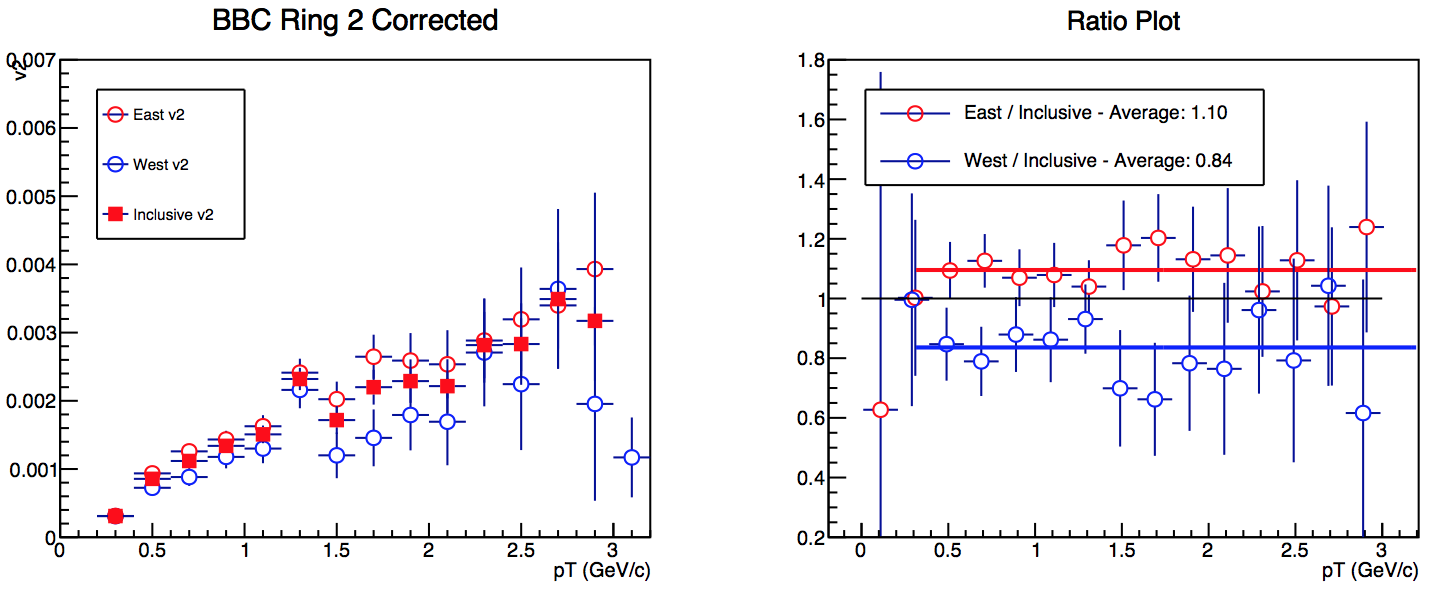 BBC Ring 2 Corrected
v2
0.007
0.006
0.005
0.004
0.003
0.002
0.001
0
East v2
West v2
Inclusive v2
0 0.5 1 1.5 2 2.5 3
pT (GeV/c)
Ratio Plot
1.8
1.6
1.4
1.2
1
0.8
0.6
0.4
0.2
East / Inclusive - Average: 1.10
West / Inclusive - Average: 0.84
0 0.5 1 1.5 2 2.5 3
pT (GeV/c)